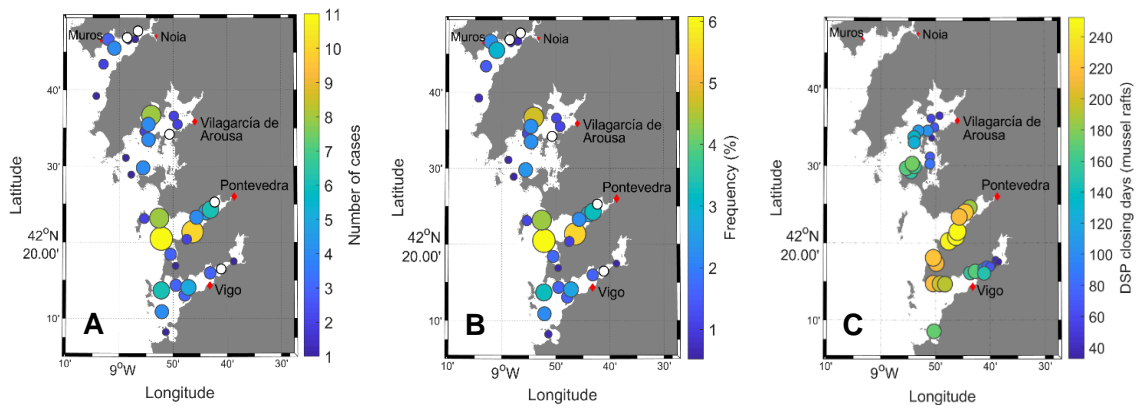 Muros
Noia
Vilagarcía de
Arousa
Pontevedra
Vigo
A
40'
30'
42°N
20.00'
10'
Latitude
10'
9°W
50'
40'
30'
Longitude
11
10
9
8
7
6
5
4
3
2
1
Number of cases
Muros
Noia
Vilagarcía de
Arousa
Pontevedra
Vigo
B
40'
30'
42°N
20.00'
10'
Latitude
10'
9°W
50'
40'
30'
Longitude
6
5
4
3
2
1
Frequency (%)
Muros
Noia
Vilagarcía de
Arousa
Pontevedra
Vigo
C
40'
30'
42°N
20.00'
10'
Latitude
10'
9°W
50'
40'
30'
Longitude
240
220
200
180
160
140
120
100
80
60
40
DSP closing days (mussel rafts)